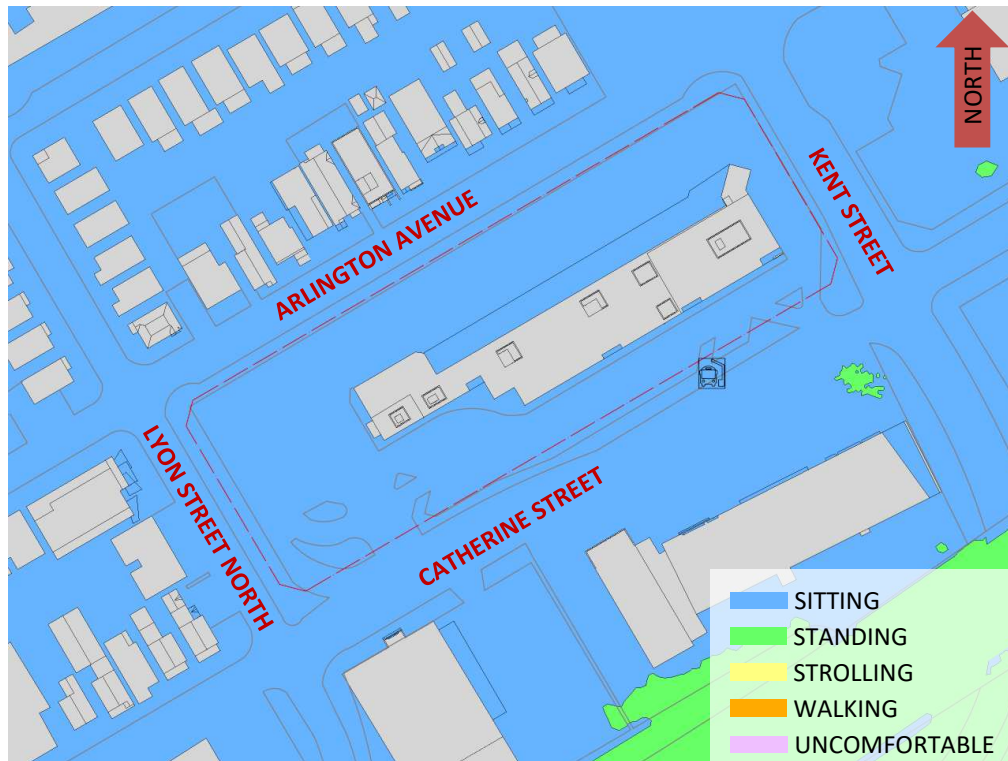 NORTH
KENT STREET
ARLINGTON AVENUE
LYON STREET NORTH
CATHERINE STREET
SITTING
STANDING
STROLLING
WALKING
UNCOMFORTABLE